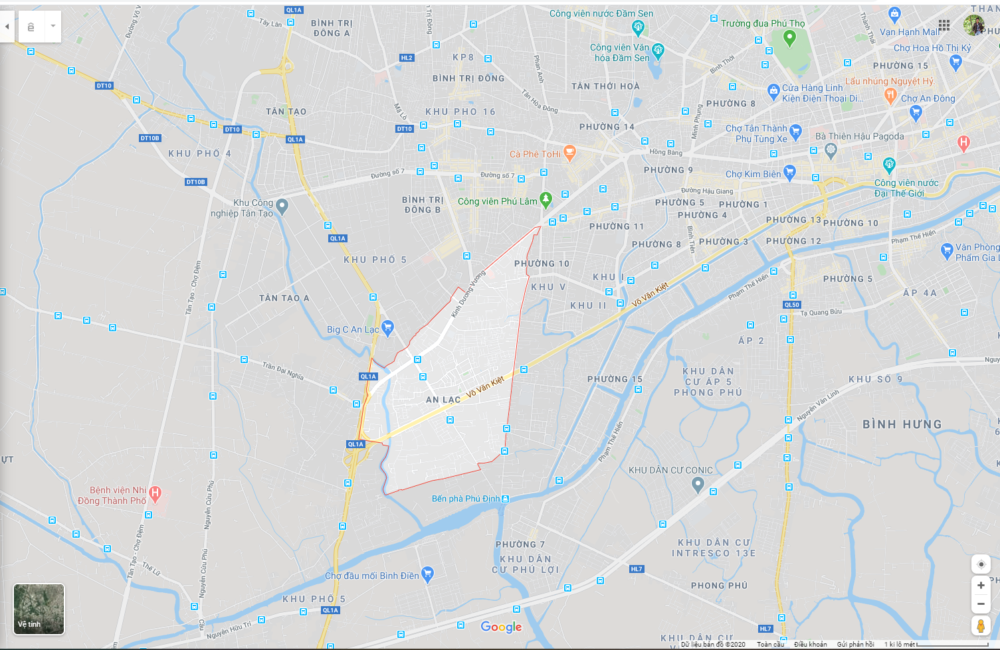 QL1A
Công viên nước Đầm Sen
THÀN
Đường Võ V
Tây Lân
BÌNH TRỊ
ĐÔNG A
Trị Đông
Trường đua Phú Thọ
Van Hạnh Mall
Thành Thái
PHƯ
ê
Công viên Văn
hóa Đầm Sen
Chợ Hoa Hồ Thị Kỷ
HL2
KP8
Phan Anh
Bình Thới
PHƯỜNG 15
BÌNH TRỊ ĐÔNG
TÂN THỚI HOÀ
Lẩu nhúng Nguyệt Hỷ.
DT10
Cửa Hàng Linh
Kiện Điện Thoại Di...
Chợ An Đông
Tân Hòa Đông
PHƯỜNG 8
TÂN TẠO
Mã Lò
KHU PHO 16
Minh Phụng
DT10
DT10
PHƯỜNG 14
Chợ Tân Thành
Phụ Tùng Xe
DT10B
QL1A
Bà Thiên Hậu Pagoda
KHU PHỐ 4
Cà Phê ToHi
Hồng Bàng
DT10B
Đường số 7
Đường số 7
PHƯỜNG 9
Chợ Kim Biên
Công viên nước
Đại Thế Giới
Khu Công
nghiệp Tân Tạo
BÌNH TRỊ
ĐÔNG B
Công viên Phú Lâm
Đường Hậu Giang
PHƯỜNG 5
PHƯỜNG 1
PHƯỜNG 4
PHƯỜNG 13
PHƯỜNG 10
PHƯỜNG 11
Bình Tiên
QL1A
PHƯỜNG 8
PHƯỜNG 3
PHƯỜNG 12
Phạm Thế Hiển
KHU PHỐ 5
PHƯỜNG 10
Văn Phòng
Phẩm Gia L
Tân Tạo - Chợ Đệm
Kinh Dương Vương
KHU I
KHU V
PHƯỜNG 5
TÂN TẠO A
KHU II
Võ Văn Kiệt
Phạm Thế Hiển
ẤP 4A
QL50
Tạ Quang Bửu
Big C An Lạc
ẤP 2
Trần Đại Nghĩa
QL1A
PHƯỜNG 15
KHU DÂN
CƯ ẤP 5
PHONG PHÚ
KHU SỐ 9
Nguy
Võ Văn Kiệt
AN LẠC
Nguyễn Văn Linh
BÌNH HƯNG
QL1A
Phạm Thế Hiển
ỰT
KHU DÂN CƯ CONIC
Bệnh viện Nhi
Đồng Thành Phố
Nguyễn Cửu Phú
Bến phà Phú Định
Tân Tạo - Chợ Đệm
PHƯỜNG 7
KHU DÂN CƯ
INTRESCO 13E
KHU DÂN
CƯ PHÚ LỢI
Nguyễn Cửu Phú
Thế Lữ
Chợ đầu mối Bình Điền
HL7
PHONG PHÚ
KHU PHỐ 5
QL1A
Vệ tinh
Cầu
Nguyễn Hữu Trí
Google
HL7
KHU DÂN CƯ
Đệm
Dữ liệu bản đồ ©2020
Toàn cầu
Điều khoản
Gửi phản hồi
1 ki lô mét